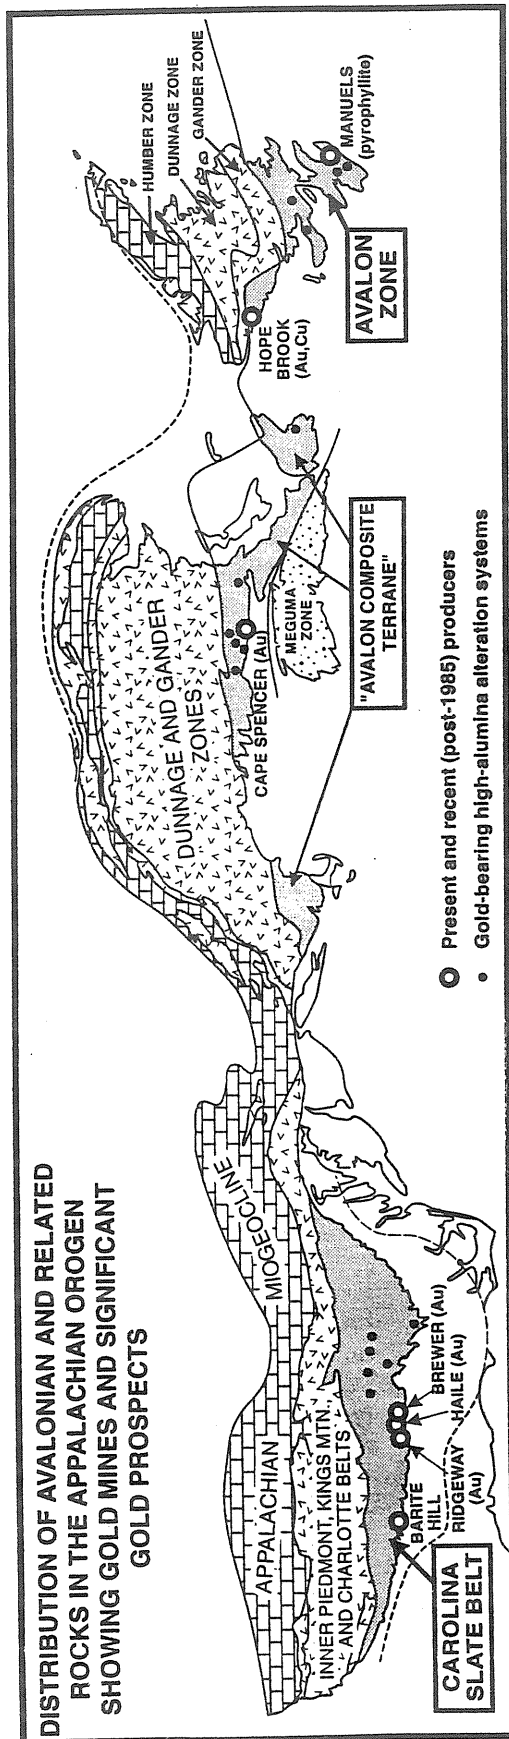 DISTRIBUTION OF AVALONIAN AND RELATED
ROCKS IN THE APPALACHIAN OROGEN
SHOWING GOLD MINES AND SIGNIFICANT
GOLD PROSPECTS
APPALACHIAN
MIOGEOCLINE
INNER PIEDMONT, KINGS MTN.
AND CHARLOTTE BELTS
CAROLINA
SLATE BELT
BARITE
HILL
RIDGEWAY
(Au)
HAILE (Au)
BREWER (Au)
DUNNAGE AND GANDER
ZONES
CAPE SPENCER (Au)
MEGUMA
ZONE
"AVALON COMPOSITE
TERRANE"
HOPE
BROOK
(Au,Cu)
HUMBER ZONE
DUNNAGE ZONE
GANDER ZONE
AVALON
ZONE
MANUELS
(pyrophyllite)
Present and recent (post-1985) producers
Gold-bearing high-alumina alteration systems